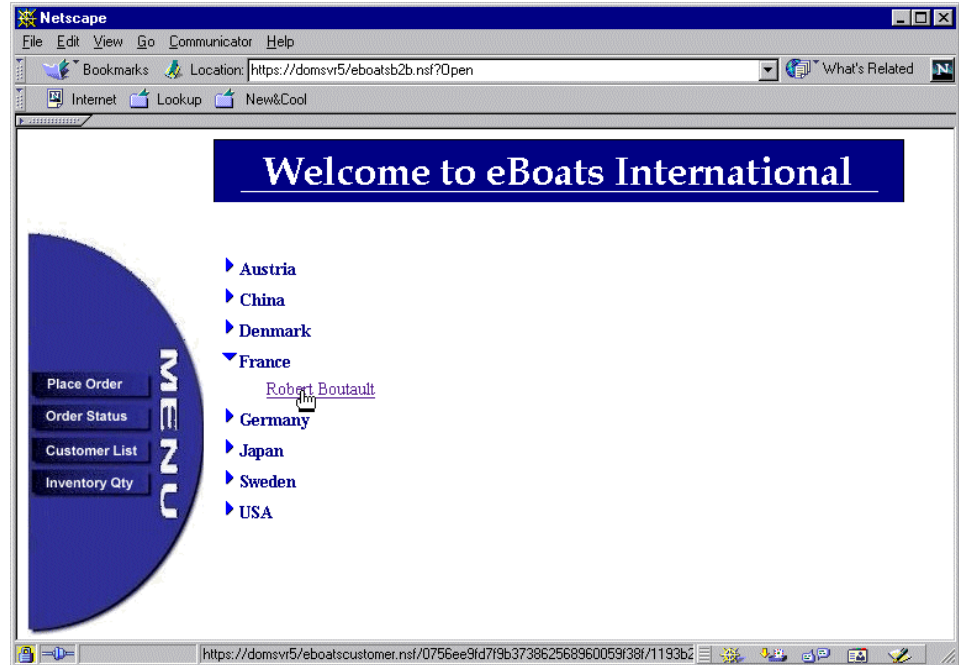 Netscape
File Edit View Go Communicator Help
Bookmarks Location: https://domsvr5/eboatsb2b.nsf?Open What's Related N
Internet Lookup New&Cool
Welcome to eBoats International
Austria
China
Denmark
France
Robert Boutault
Germany
Japan
Sweden
USA
MENU
Place Order
Order Status
Customer List
Inventory Qty
https://domsvr5/eboatscustomer.nsf/0756ee9fd7f9b373862568960059f38f/1193b2